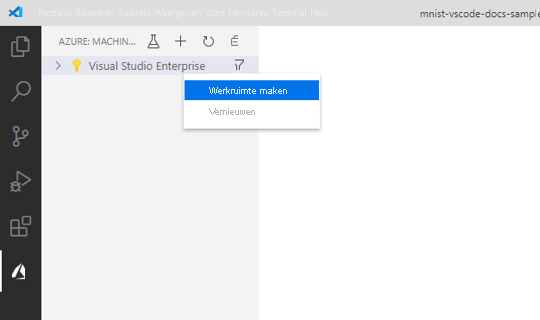 Bestand Bewerken Selectie Weergeven Start Uitvoeren Terminal Help
mnist-vscode-docs-sampl
AZURE: MACHIN...
Visual Studio Enterprise
Werkruimte maken
Vernieuwen